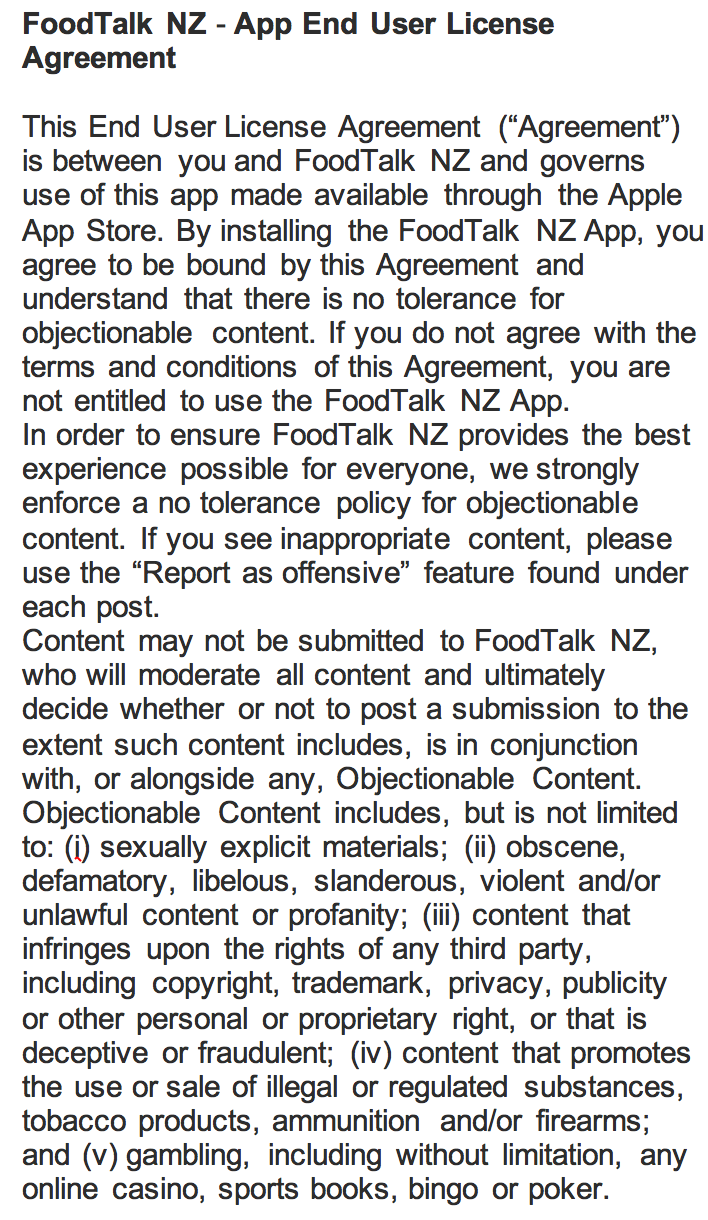 FoodTalk NZ - App End User License
Agreement
This End User License Agreement (“Agreement”)
is between you and FoodTalk NZ and governs
use of this app made available through the Apple
App Store. By installing the FoodTalk NZ App, you
agree to be bound by this Agreement and
understand that there is no tolerance for
objectionable content. If you do not agree with the
terms and conditions of this Agreement, you are
not entitled to use the FoodTalk NZ App.
In order to ensure FoodTalk NZ provides the best
experience possible for everyone, we strongly
enforce a no tolerance policy for objectionable
content. If you see inappropriate content, please
use the “Report as offensive” feature found under
each post.
Content may not be submitted to FoodTalk NZ,
who will moderate all content and ultimately
decide whether or not to post a submission to the
extent such content includes, is in conjunction
with, or alongside any, Objectionable Content.
Objectionable Content includes, but is not limited
to: (i) sexually explicit materials; (ii) obscene,
defamatory, libelous, slanderous, violent and/or
unlawful content or profanity; (iii) content that
infringes upon the rights of any third party,
including copyright, trademark, privacy, publicity
or other personal or proprietary right, or that is
deceptive or fraudulent; (iv) content that promotes
the use or sale of illegal or regulated substances,
tobacco products, ammunition and/or firearms;
and (v) gambling, including without limitation, any
online casino, sports books, bingo or poker.